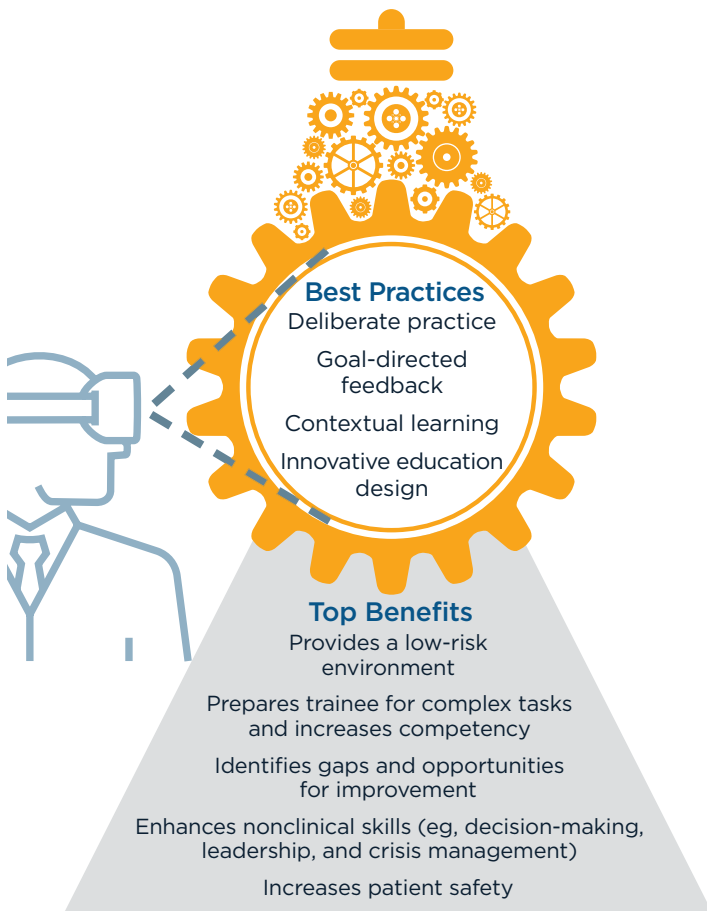 Best Practices
Deliberate practice
Goal-directed
feedback
Contextual learning
Innovative education
design
Top Benefits
Provides a low-risk
environment
Prepares trainee for complex tasks
and increases competency
Identifies gaps and opportunities
for improvement
Enhances nonclinical skills (eg, decision-making,
leadership, and crisis management)
Increases patient safety